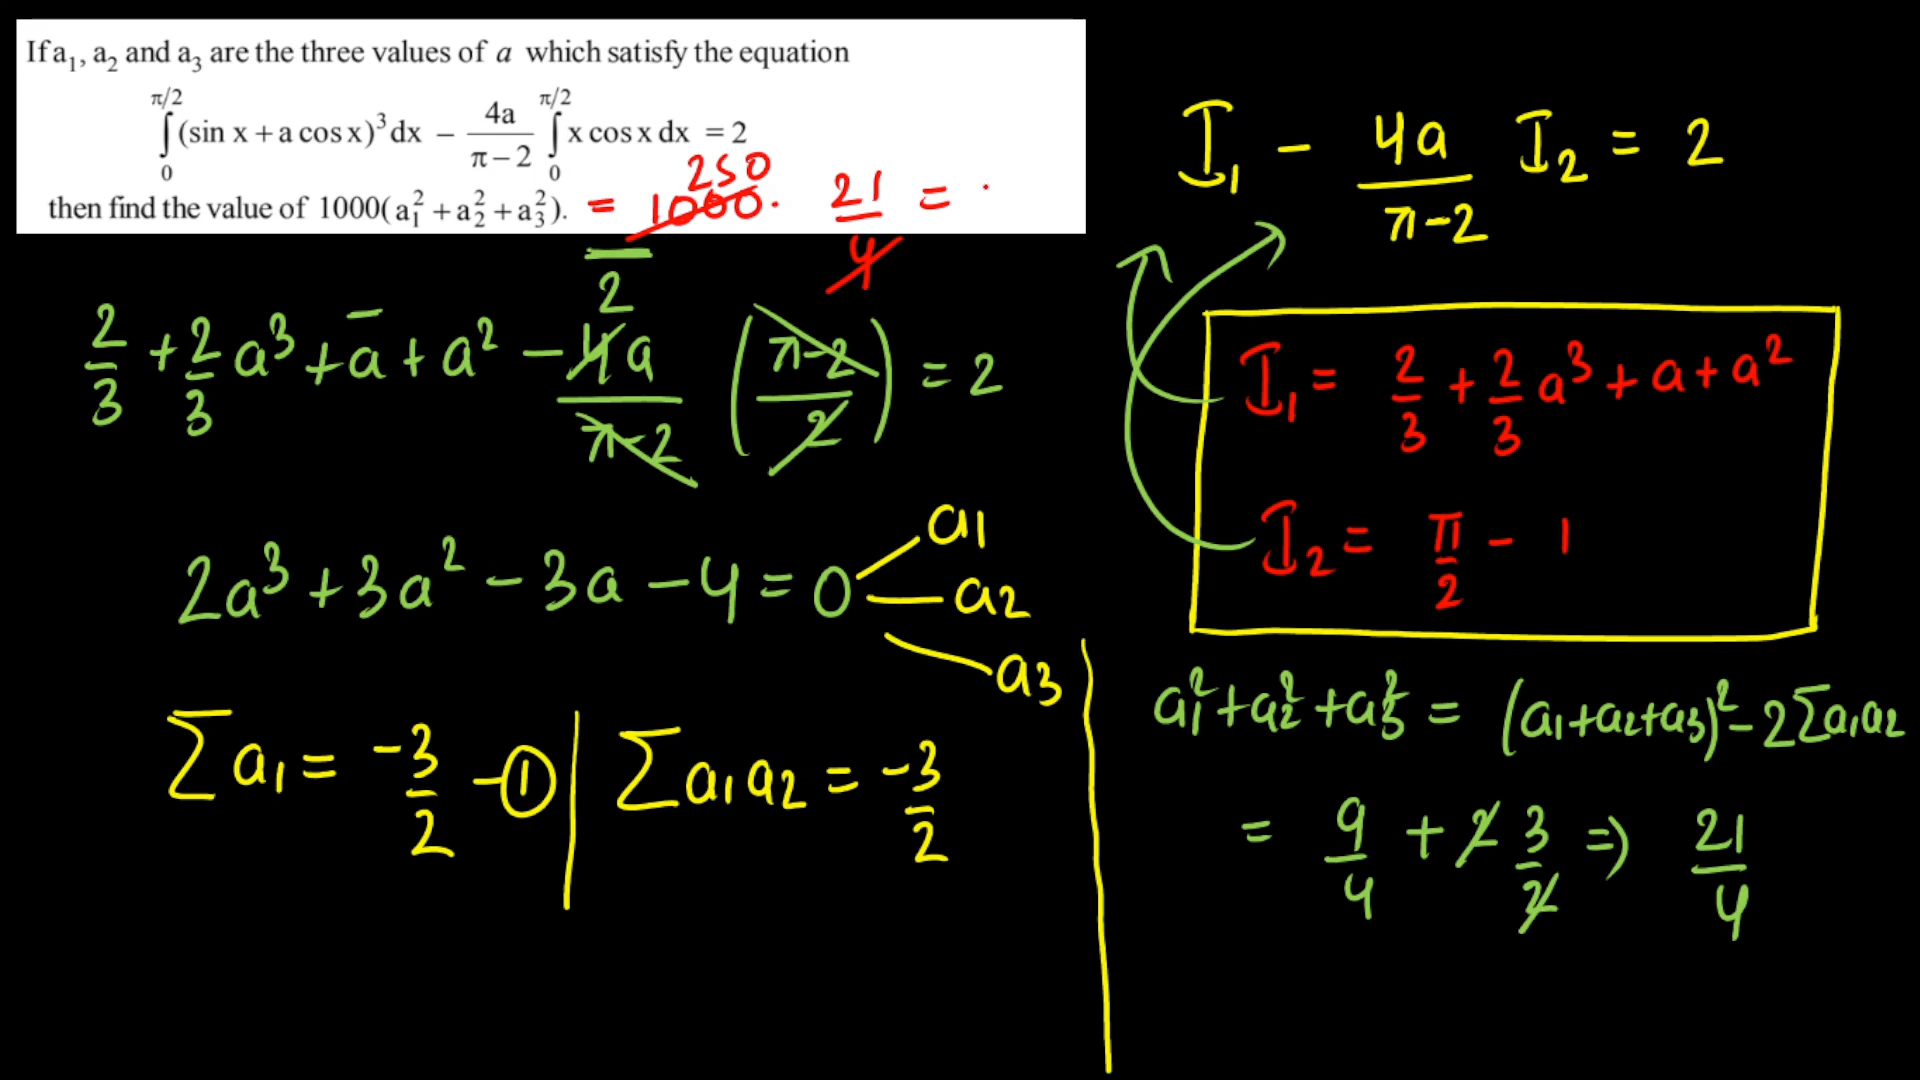 If a₁, a₂ and a₃ are the three values of a which satisfy the equation
∫₀^{π/2} (sin x + a cos x)³ dx − 4a/(π−2) ∫₀^{π/2} x cos x dx = 2
then find the value of 1000(a₁² + a₂² + a₃²). = 1000 · 21/4 =
250
I₁ − 4a/(π−2) I₂ = 2
2/3 + 2/3 a³ + a + a² − 4a/(π−2) ((π−2)/2) = 2
2
I₁ = 2/3 + 2/3 a³ + a + a²
I₂ = π/2 − 1
2a³ + 3a² − 3a − 4 = 0
a₁
a₂
a₃
∑a₁ = −3/2 −① | ∑a₁a₂ = −3/2
a₁² + a₂² + a₃² = (a₁+a₂+a₃)² − 2∑a₁a₂
= 9/4 + 2 3/2 ⇒ 21/4